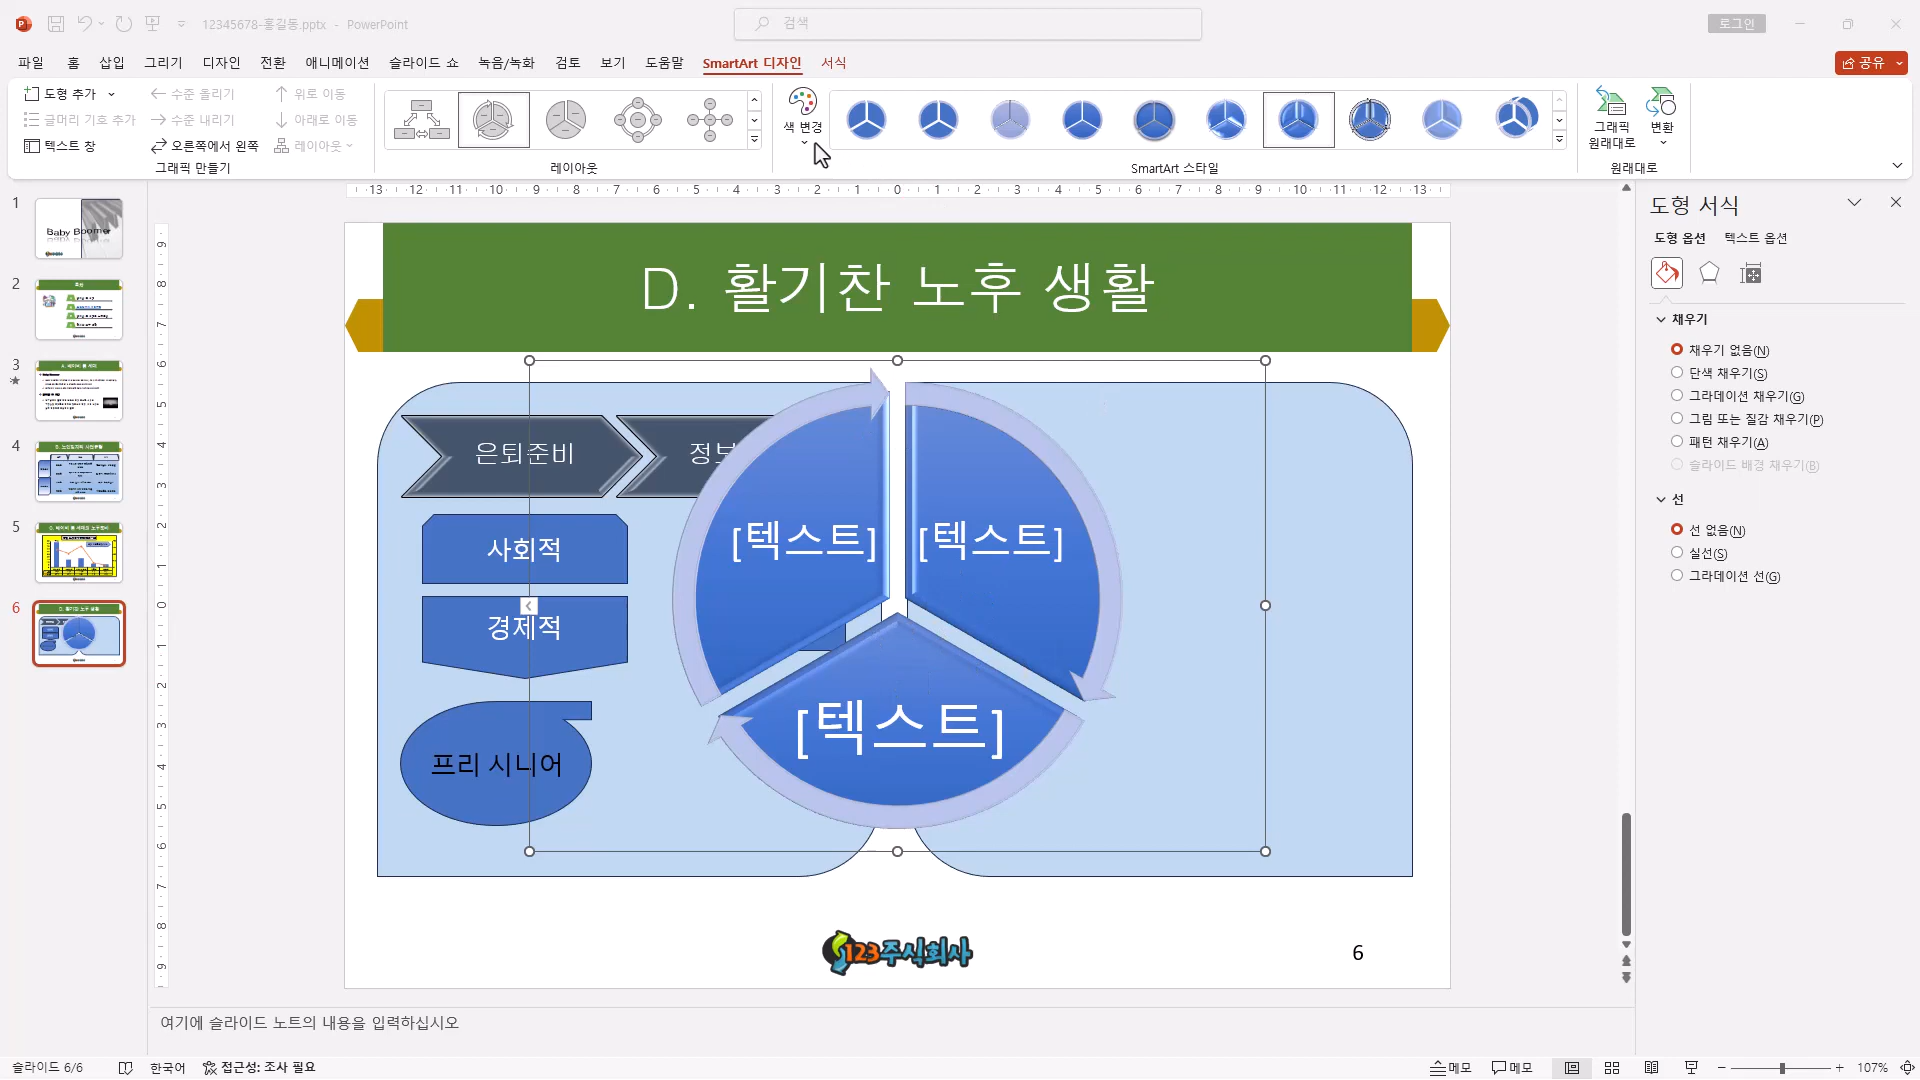 12345678-홍길동.pptx - PowerPoint
검색
로그인
파일 홈 삽입 그리기 디자인 전환 애니메이션 슬라이드 쇼 녹음/녹화 검토 보기 도움말 SmartArt 디자인 서식
공유
도형 추가
수준 올리기
위로 이동
글머리 기호 추가
수준 내리기
아래로 이동
텍스트 창
오른쪽에서 왼쪽
레이아웃
그래픽 만들기
레이아웃
색 변경
SmartArt 스타일
그래픽
원래대로
변환
원래대로
1
Baby Boomer
2
3
4
5
6
D. 활기찬 노후 생활
은퇴준비
정보
사회적
경제적
프리 시니어
[텍스트]
[텍스트]
[텍스트]
123주식회사
6
여기에 슬라이드 노트의 내용을 입력하십시오
도형 서식
도형 옵션 텍스트 옵션
채우기
채우기 없음(N)
단색 채우기(S)
그라데이션 채우기(G)
그림 또는 질감 채우기(P)
패턴 채우기(A)
슬라이드 배경 채우기(B)
선
선 없음(N)
실선(S)
그라데이션 선(G)
슬라이드 6/6
한국어
접근성: 조사 필요
메모
메모
107%